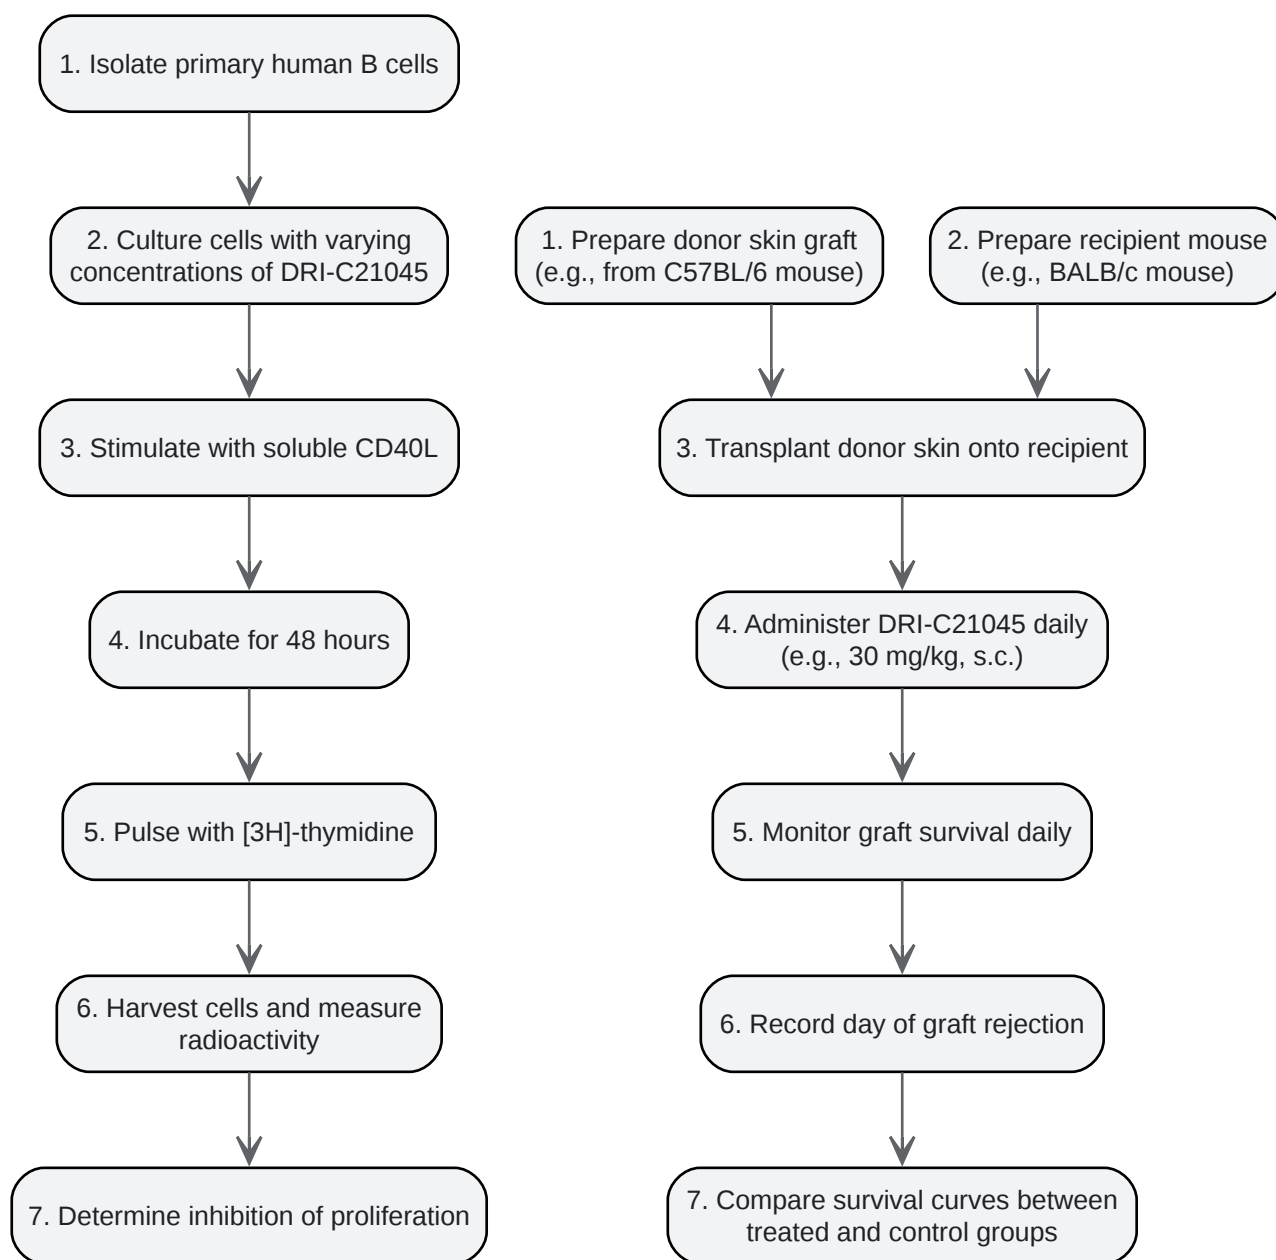 1. Isolate primary human B cells
2. Culture cells with varying
concentrations of DRI-C21045
3. Stimulate with soluble CD40L
4. Incubate for 48 hours
5. Pulse with [3H]-thymidine
6. Harvest cells and measure
radioactivity
7. Determine inhibition of proliferation
1. Prepare donor skin graft
(e.g., from C57BL/6 mouse)
2. Prepare recipient mouse
(e.g., BALB/c mouse)
3. Transplant donor skin onto recipient
4. Administer DRI-C21045 daily
(e.g., 30 mg/kg, s.c.)
5. Monitor graft survival daily
6. Record day of graft rejection
7. Compare survival curves between
treated and control groups